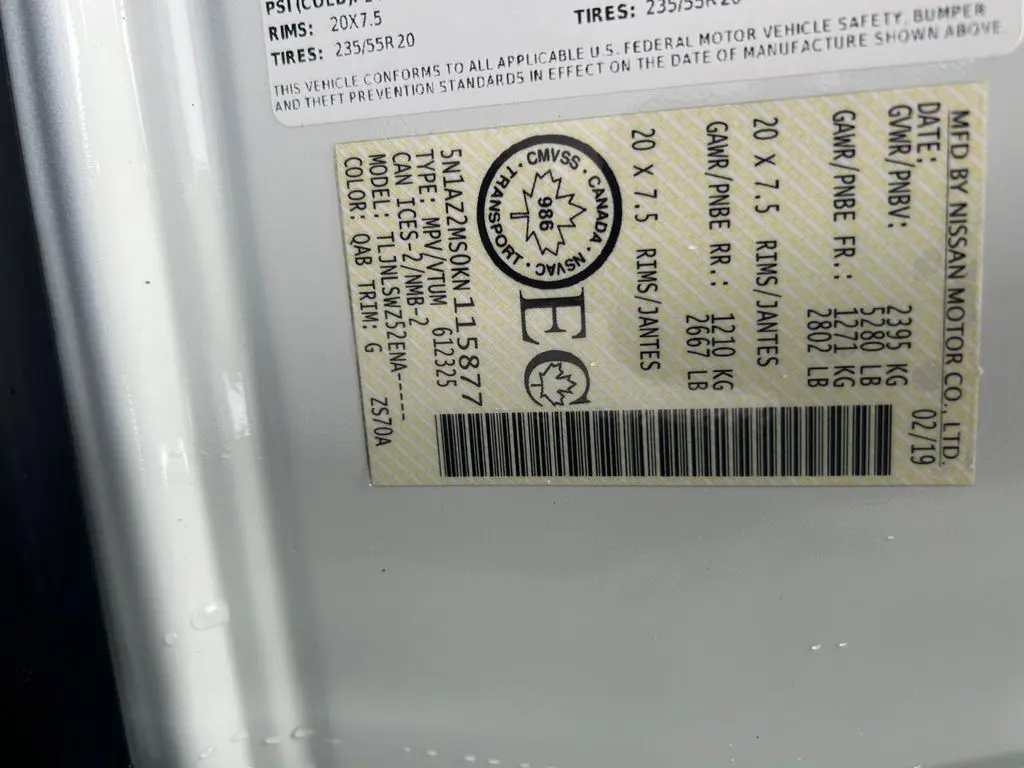 RIMS: 20X7.5
TIRES: 235/55R20
TIRES: 235/55R20
THIS VEHICLE CONFORMS TO ALL APPLICABLE U.S. FEDERAL MOTOR VEHICLE SAFETY, BUMPER
AND THEFT PREVENTION STANDARDS IN EFFECT ON THE DATE OF MANUFACTURE SHOWN ABOVE
MFD BY NISSAN MOTOR CO., LTD.
DATE: 02/19
GVWR/PNBV: 2395 KG
5280 LB
GAWR/PNBE FR.: 1271 KG
2802 LB
20 X 7.5 RIMS/JANTES
GAWR/PNBE RR.: 1210 KG
2667 LB
20 X 7.5 RIMS/JANTES
CMVSS · CANADA · NSVAC · TRANSPORT
986
EC
5N1AZ2MS0KN115877
TYPE: MPV/VTUM 612325
CAN ICES-2/NMB-2
MODEL: TLJNLSWZ52ENA-----
COLOR: QAB TRIM: G ZS70A